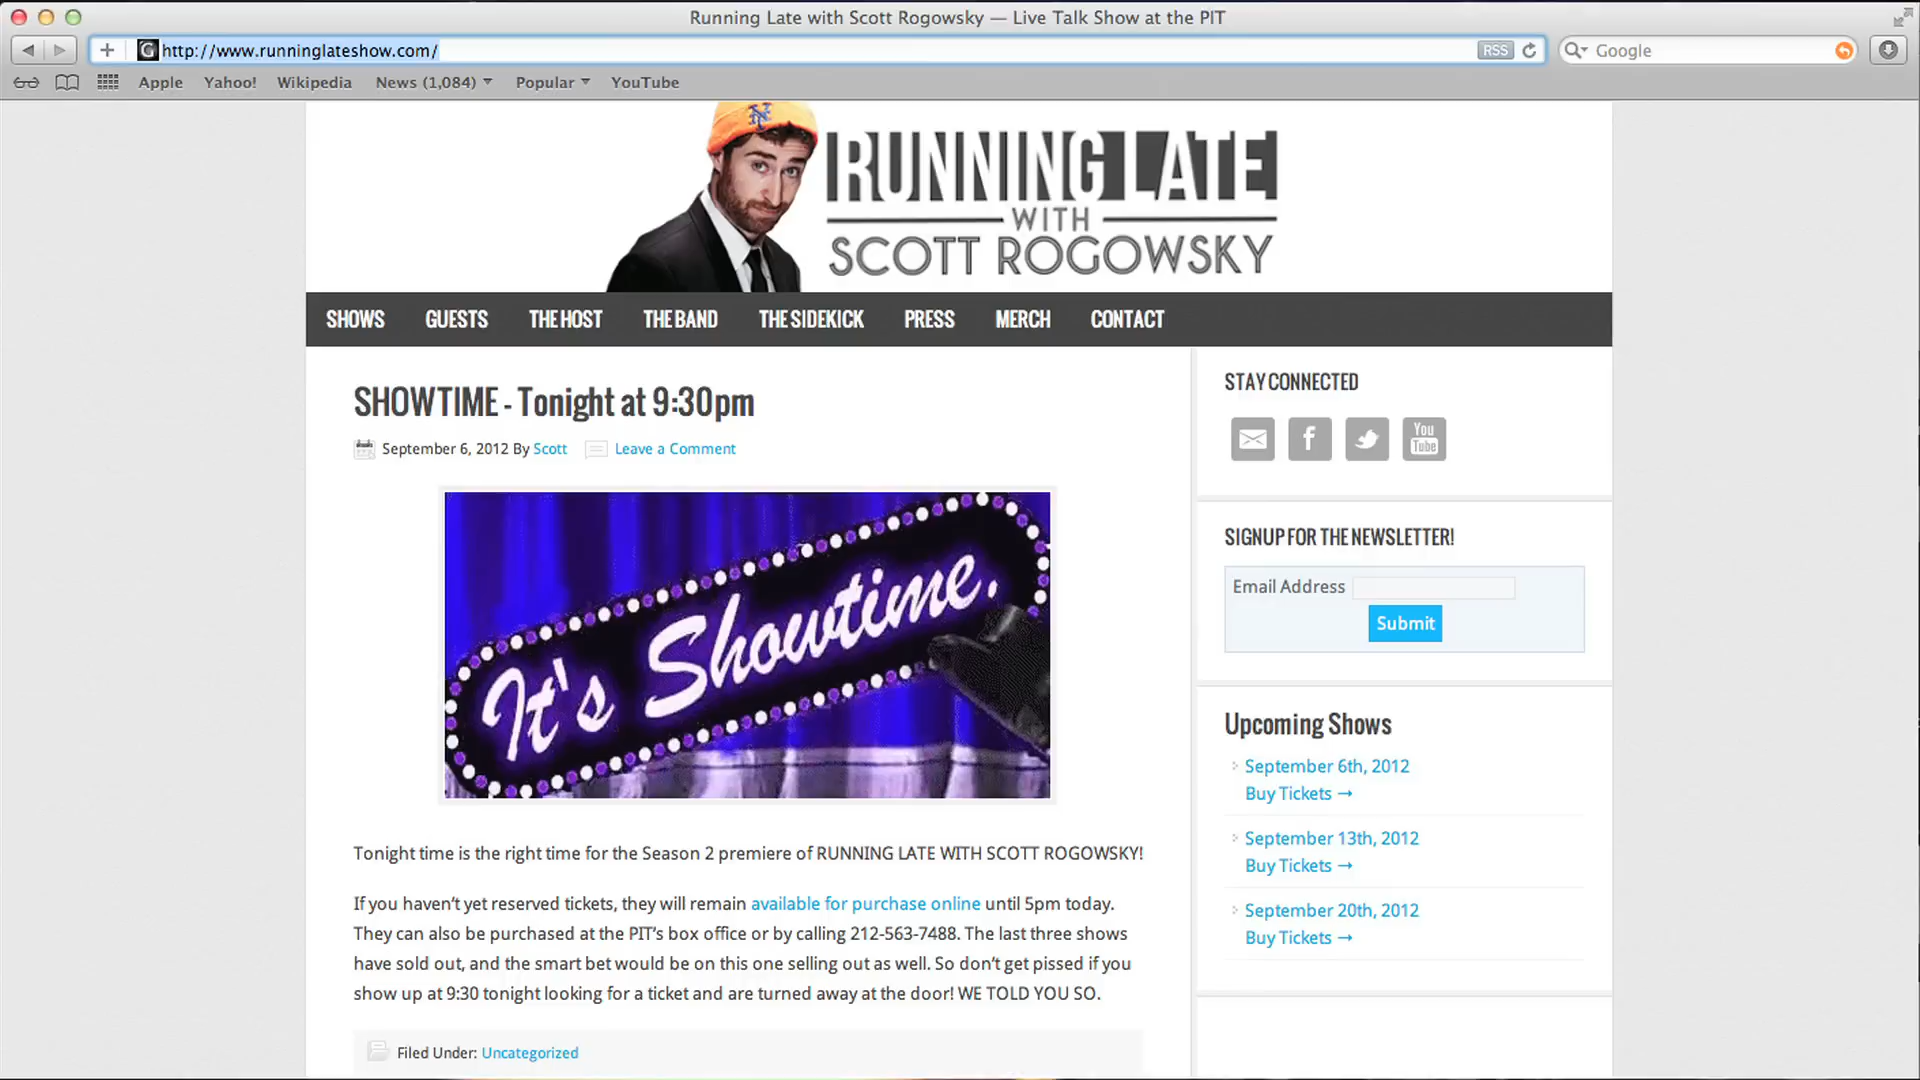 Running Late with Scott Rogowsky — Live Talk Show at the PIT
http://www.runninglateshow.com/
RSS
Google
Apple
Yahoo!
Wikipedia
News (1,084)
Popular
YouTube
RUNNING LATE
WITH
SCOTT ROGOWSKY
SHOWS
GUESTS
THE HOST
THE BAND
THE SIDEKICK
PRESS
MERCH
CONTACT
SHOWTIME - Tonight at 9:30pm
September 6, 2012 By Scott
Leave a Comment
It's Showtime.
Tonight time is the right time for the Season 2 premiere of RUNNING LATE WITH SCOTT ROGOWSKY!
If you haven't yet reserved tickets, they will remain available for purchase online until 5pm today.
They can also be purchased at the PIT's box office or by calling 212-563-7488. The last three shows
have sold out, and the smart bet would be on this one selling out as well. So don't get pissed if you
show up at 9:30 tonight looking for a ticket and are turned away at the door! WE TOLD YOU SO.
Filed Under: Uncategorized
STAY CONNECTED
You
Tube
SIGNUP FOR THE NEWSLETTER!
Email Address
Submit
Upcoming Shows
September 6th, 2012
Buy Tickets →
September 13th, 2012
Buy Tickets →
September 20th, 2012
Buy Tickets →